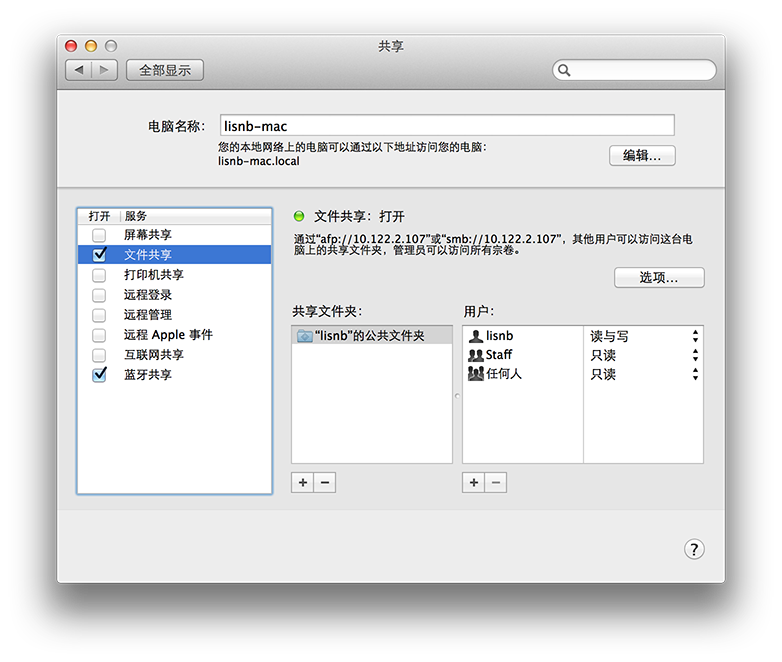 共享
全部显示
电脑名称：
lisnb-mac
您的本地网络上的电脑可以通过以下地址访问您的电脑：
lisnb-mac.local
编辑...
打开 服务
屏幕共享
文件共享
打印机共享
远程登录
远程管理
远程 Apple 事件
互联网共享
蓝牙共享
文件共享：打开
通过“afp://10.122.2.107”或“smb://10.122.2.107”，其他用户可以访问这台电
脑上的共享文件夹，管理员可以访问所有宗卷。
选项...
共享文件夹：
“lisnb”的公共文件夹
用户：
lisnb 读与写
Staff 只读
任何人 只读
+ −
+ −
?